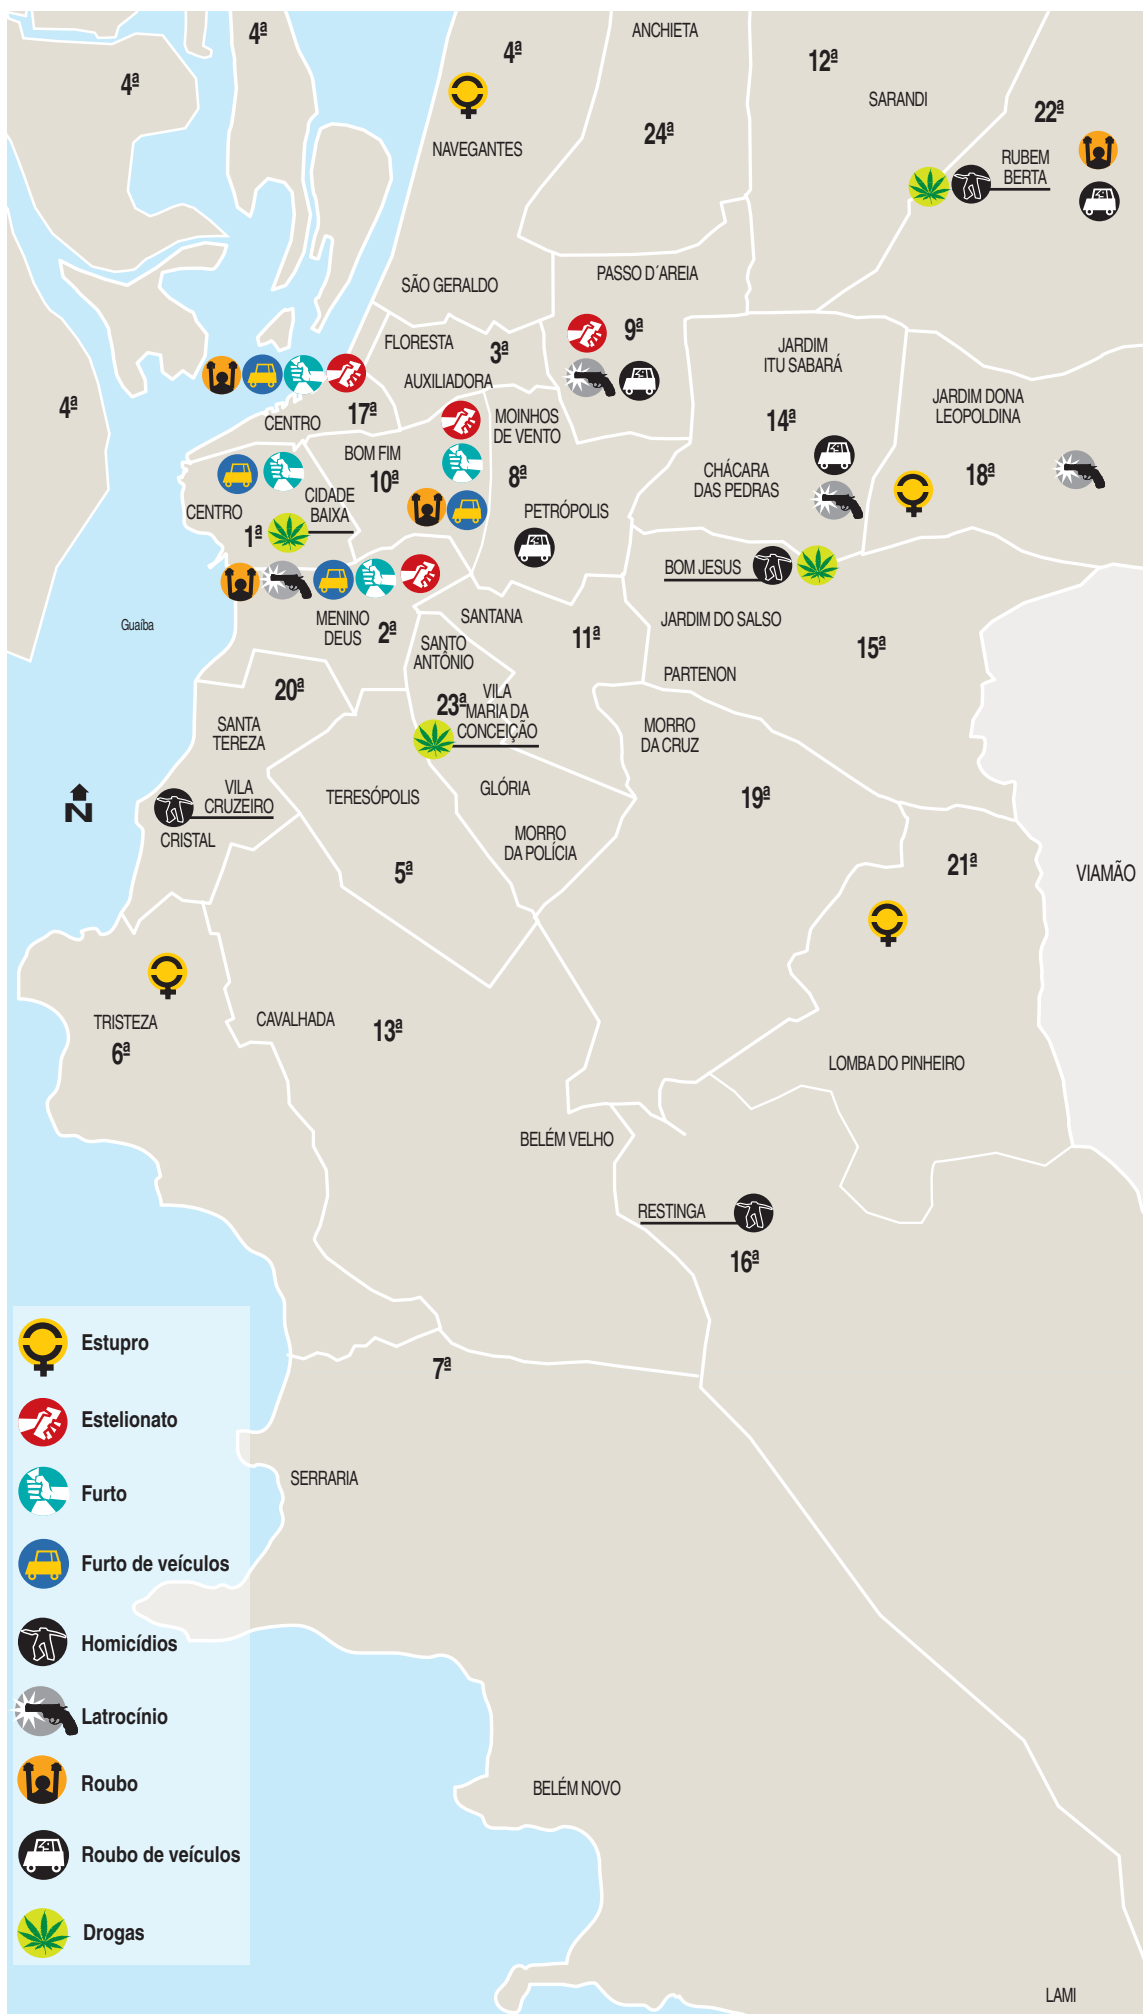 4ª
4ª
4ª
ANCHIETA
12ª
SARANDI
22ª
24ª
NAVEGANTES
RUBEM
BERTA
SÃO GERALDO
PASSO D´AREIA
FLORESTA
3ª
9ª
JARDIM
ITU SABARÁ
AUXILIADORA
4ª
CENTRO
17ª
MOINHOS
DE VENTO
JARDIM DONA
LEOPOLDINA
14ª
BOM FIM
10ª
8ª
CHÁCARA
DAS PEDRAS
18ª
CENTRO
CIDADE
BAIXA
1ª
PETRÓPOLIS
BOM JESUS
Guaíba
MENINO
DEUS
2ª
SANTANA
SANTO
ANTÔNIO
11ª
JARDIM DO SALSO
15ª
PARTENON
20ª
23ª
VILA
MARIA DA
CONCEIÇÃO
SANTA
TEREZA
MORRO
DA CRUZ
N
VILA
CRUZEIRO
TERESÓPOLIS
GLÓRIA
19ª
CRISTAL
MORRO
DA POLÍCIA
5ª
21ª
VIAMÃO
TRISTEZA
6ª
CAVALHADA
13ª
LOMBA DO PINHEIRO
BELÉM VELHO
RESTINGA
16ª
7ª
SERRARIA
BELÉM NOVO
LAMI
Estupro
Estelionato
Furto
Furto de veículos
Homicídios
Latrocínio
Roubo
Roubo de veículos
Drogas